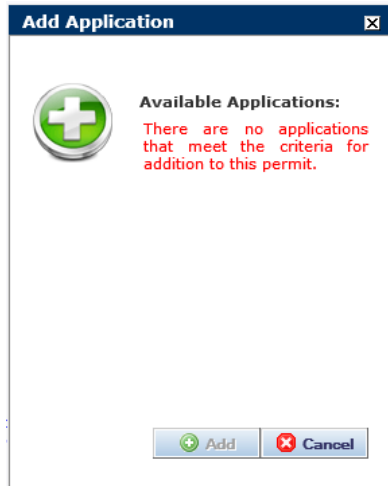 Add Application
Available Applications:
There are no applications
that meet the criteria for
addition to this permit.
Add Cancel